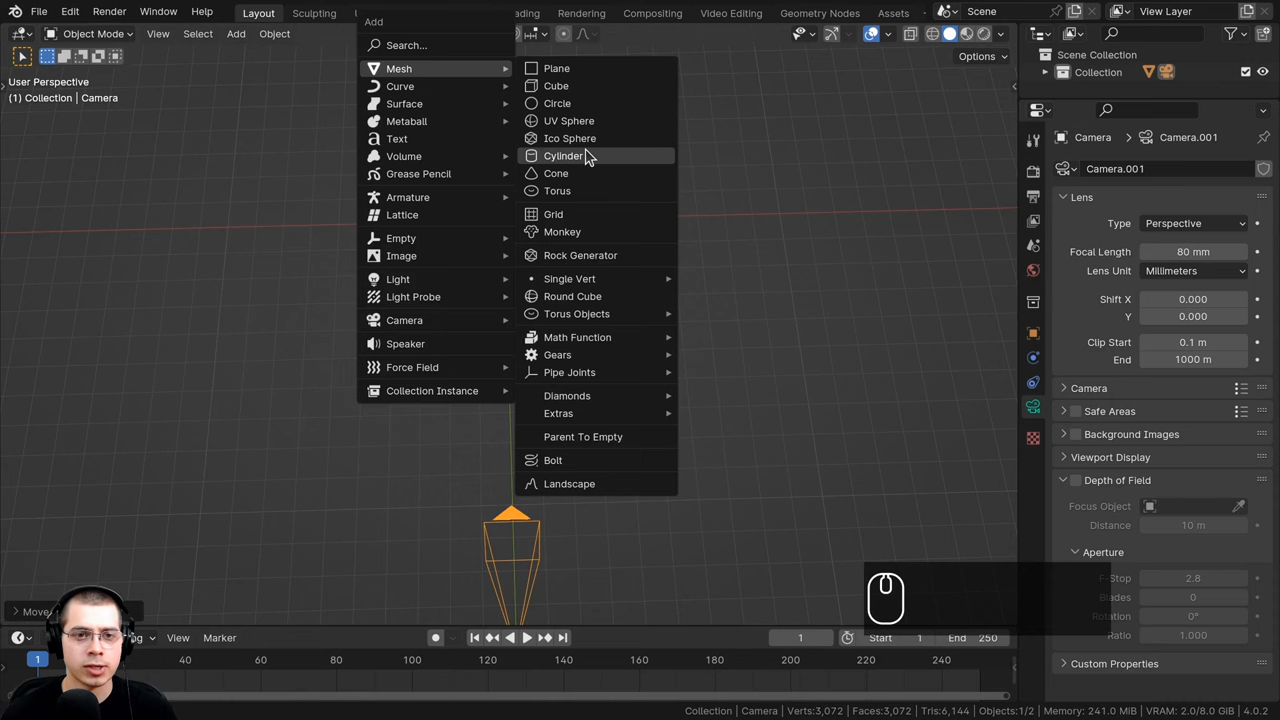 File Edit Render Window Help Layout Sculpting U ding Rendering Compositing Video Editing Geometry Nodes Assets Scene View Layer
Object Mode View Select Add Object
Options
User Perspective
(1) Collection | Camera
Add
Search...
Mesh
Curve
Surface
Metaball
Text
Volume
Grease Pencil
Armature
Lattice
Empty
Image
Light
Light Probe
Camera
Speaker
Force Field
Collection Instance
Plane
Cube
Circle
UV Sphere
Ico Sphere
Cylinder
Cone
Torus
Grid
Monkey
Rock Generator
Single Vert
Round Cube
Torus Objects
Math Function
Gears
Pipe Joints
Diamonds
Extras
Parent To Empty
Bolt
Landscape
Scene Collection
Collection
Camera Camera.001
Camera.001
Lens
Type Perspective
Focal Length 80 mm
Lens Unit Millimeters
Shift X 0.000
Y 0.000
Clip Start 0.1 m
End 1000 m
Camera
Safe Areas
Background Images
Viewport Display
Depth of Field
Focus Object
Distance 10 m
Aperture
F-Stop 2.8
Blades 0
Rotation 0°
Ratio 1.000
Custom Properties
Move
View Marker 1 Start 1 End 250
1 40 60 80 100 120 140 160 180 200 220 240
Collection | Camera | Verts:3,072 | Faces:3,072 | Tris:6,144 | Objects:1/2 | Memory: 241.0 MiB | VRAM: 2.0/8.0 GiB | 4.0.2